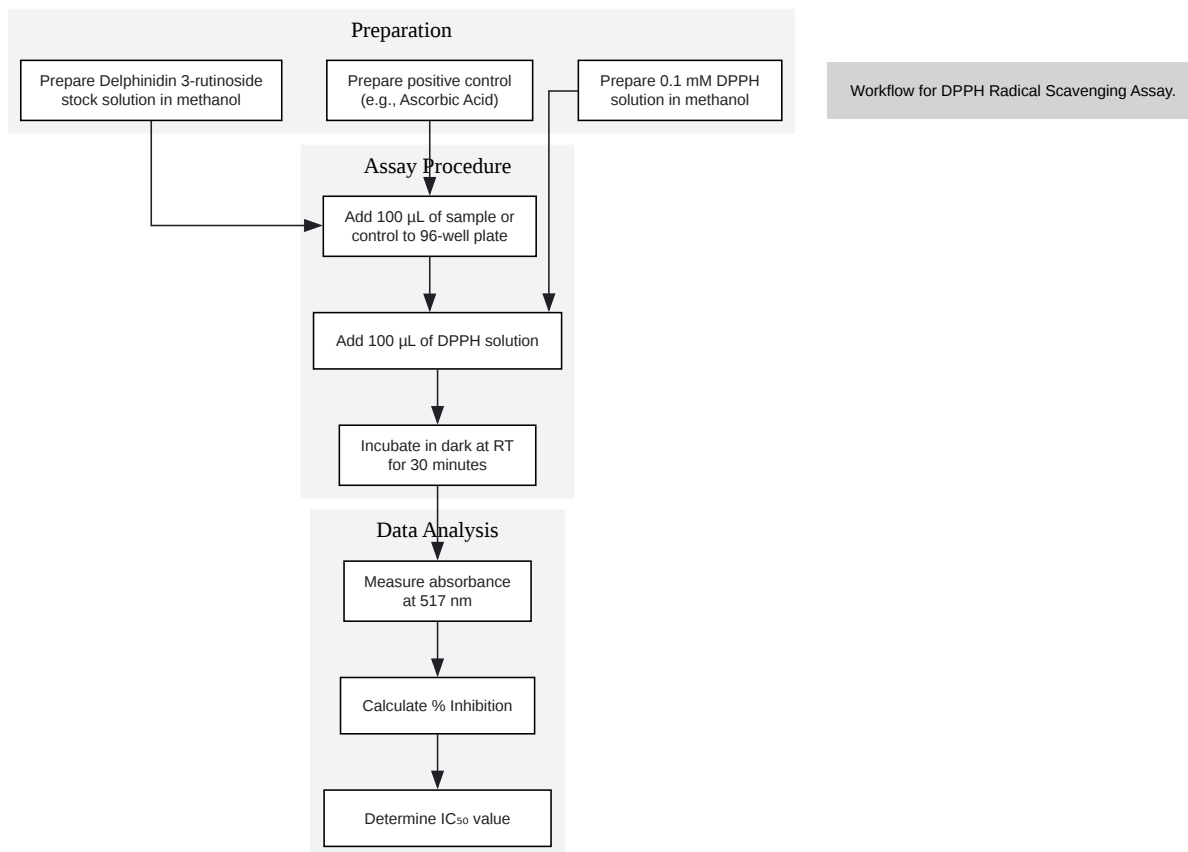 Preparation
Prepare Delphinidin 3-rutinoside
stock solution in methanol
Prepare positive control
(e.g., Ascorbic Acid)
Prepare 0.1 mM DPPH
solution in methanol
Workflow for DPPH Radical Scavenging Assay.
Assay Procedure
Add 100 µL of sample or
control to 96-well plate
Add 100 µL of DPPH solution
Incubate in dark at RT
for 30 minutes
Data Analysis
Measure absorbance
at 517 nm
Calculate % Inhibition
Determine IC₅₀ value